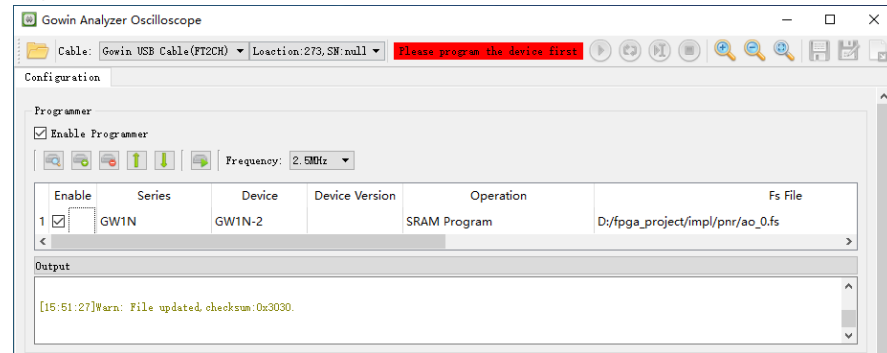 Gowin Analyzer Oscilloscope
Cable: Gowin USB Cable(FT2CH) Loaction:273,SN:null Please program the device first
Configuration
Programmer
Enable Programmer
Frequency: 2.5MHz
Enable Series Device Device Version Operation Fs File
1 GW1N GW1N-2 SRAM Program D:/fpga_project/impl/pnr/ao_0.fs
Output
[15:51:27]Warn: File updated,checksum:0x3030.